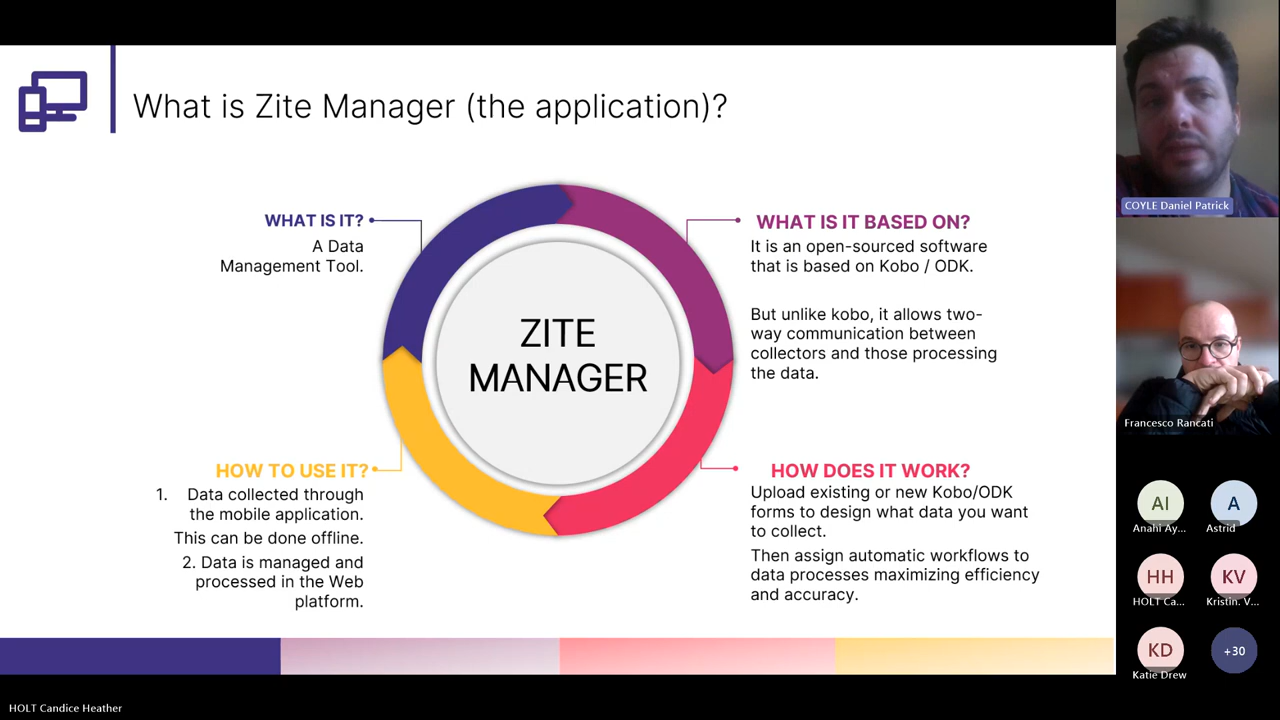 What is Zite Manager (the application)?
WHAT IS IT?
A Data
Management Tool.
WHAT IS IT BASED ON?
It is an open-sourced software
that is based on Kobo / ODK.
But unlike kobo, it allows two-
way communication between
collectors and those processing
the data.
ZITE
MANAGER
HOW TO USE IT?
1. Data collected through
the mobile application.
This can be done offline.
2. Data is managed and
processed in the Web
platform.
HOW DOES IT WORK?
Upload existing or new Kobo/ODK
forms to design what data you want
to collect.
Then assign automatic workflows to
data processes maximizing efficiency
and accuracy.
COYLE Daniel Patrick
Francesco Rancati
AI
Anahi Ay...
A
Astrid
HH
HOLT Ca...
KV
Kristin. V...
KD
Katie Drew
+30
HOLT Candice Heather